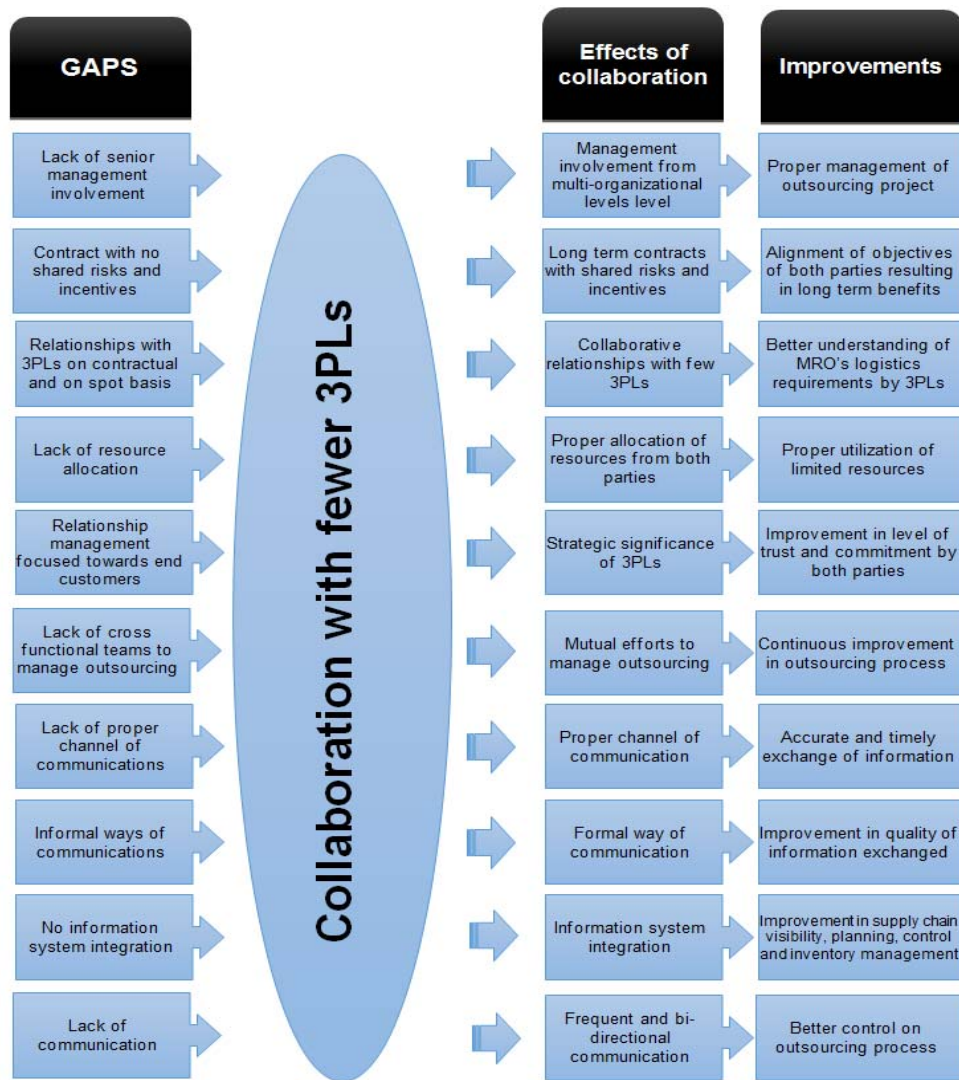 GAPS
Effects of
collaboration
Improvements
Lack of senior
management
involvement
Management
involvement from
multi-organizational
levels level
Proper management of
outsourcing project
Contract with no
shared risks and
incentives
Long term contracts
with shared risks and
incentives
Alignment of objectives
of both parties resulting
in long term benefits
Relationships with
3PLs on contractual
and on spot basis
Collaborative
relationships with few
3PLs
Better understanding of
MRO's logistics
requirements by 3PLs
Lack of resource
allocation
Proper allocation of
resources from both
parties
Proper utilization of
limited resources
Relationship
management
focused towards end
customers
Strategic significance
of 3PLs
Improvement in level of
trust and commitment by
both parties
Lack of cross
functional teams to
manage outsourcing
Mutual efforts to
manage outsourcing
Continuous improvement
in outsourcing process
Lack of proper
channel of
communications
Proper channel of
communication
Accurate and timely
exchange of information
Informal ways of
communications
Formal way of
communication
Improvement in quality of
information exchanged
No information
system integration
Information system
integration
Improvement in supply chain
visibility, planning, control
and inventory management
Lack of
communication
Frequent and bi-
directional
communication
Better control on
outsourcing process
Collaboration with fewer 3PLs